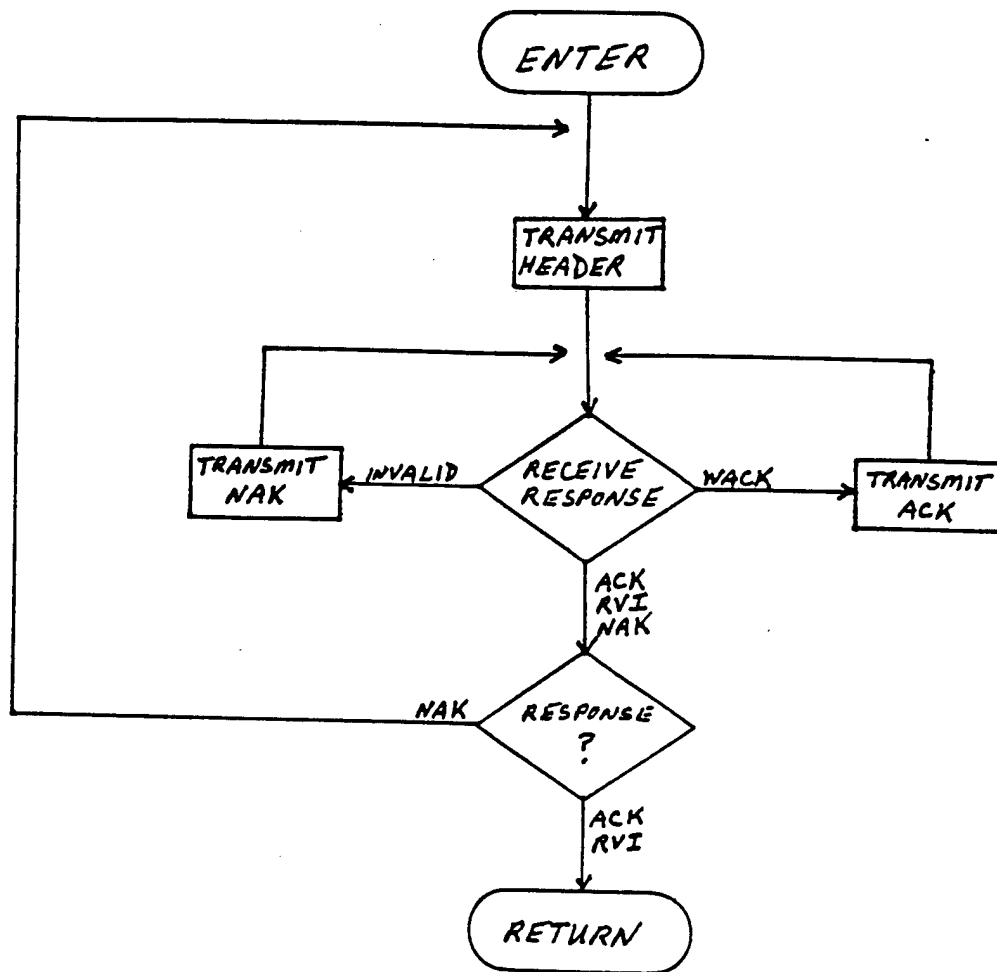 ENTER
TRANSMIT
HEADER
TRANSMIT
NAK
INVALID
RECEIVE
RESPONSE
WACK
TRANSMIT
ACK
ACK
RVI
NAK
NAK
RESPONSE
?
ACK
RVI
RETURN